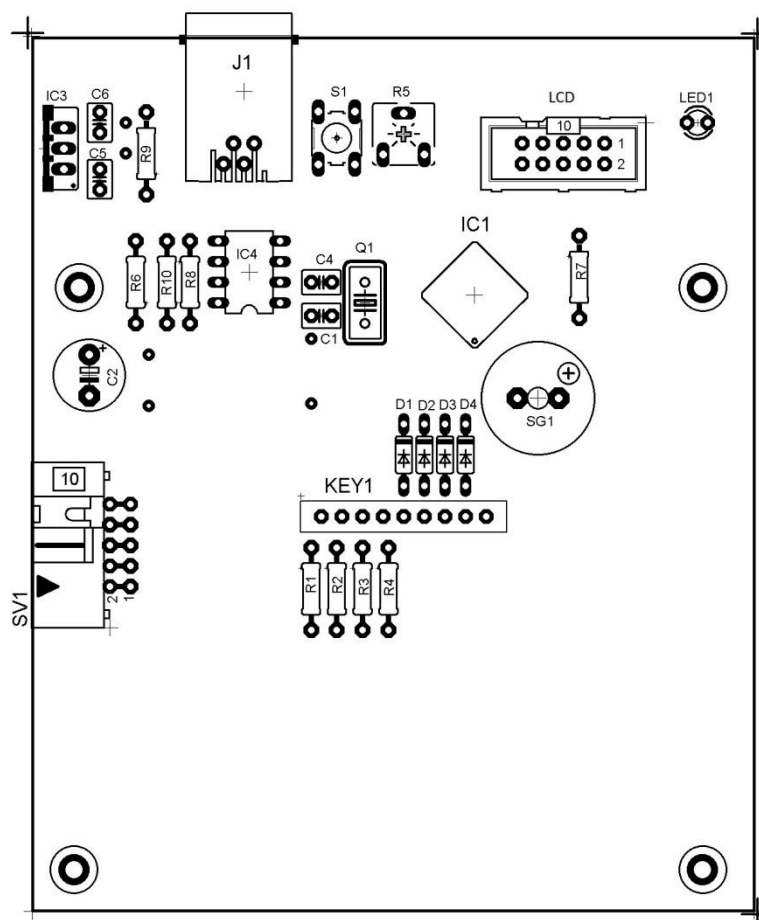 J1
IC3
C6
S1
R5
LCD
LED1
10
1
2
C5
R9
IC1
R6
R10
R8
IC4
C4
Q1
R7
C1
C2
+
+
SG1
D1
D2
D3
D4
10
KEY1
SV1
2
1
R1
R2
R3
R4